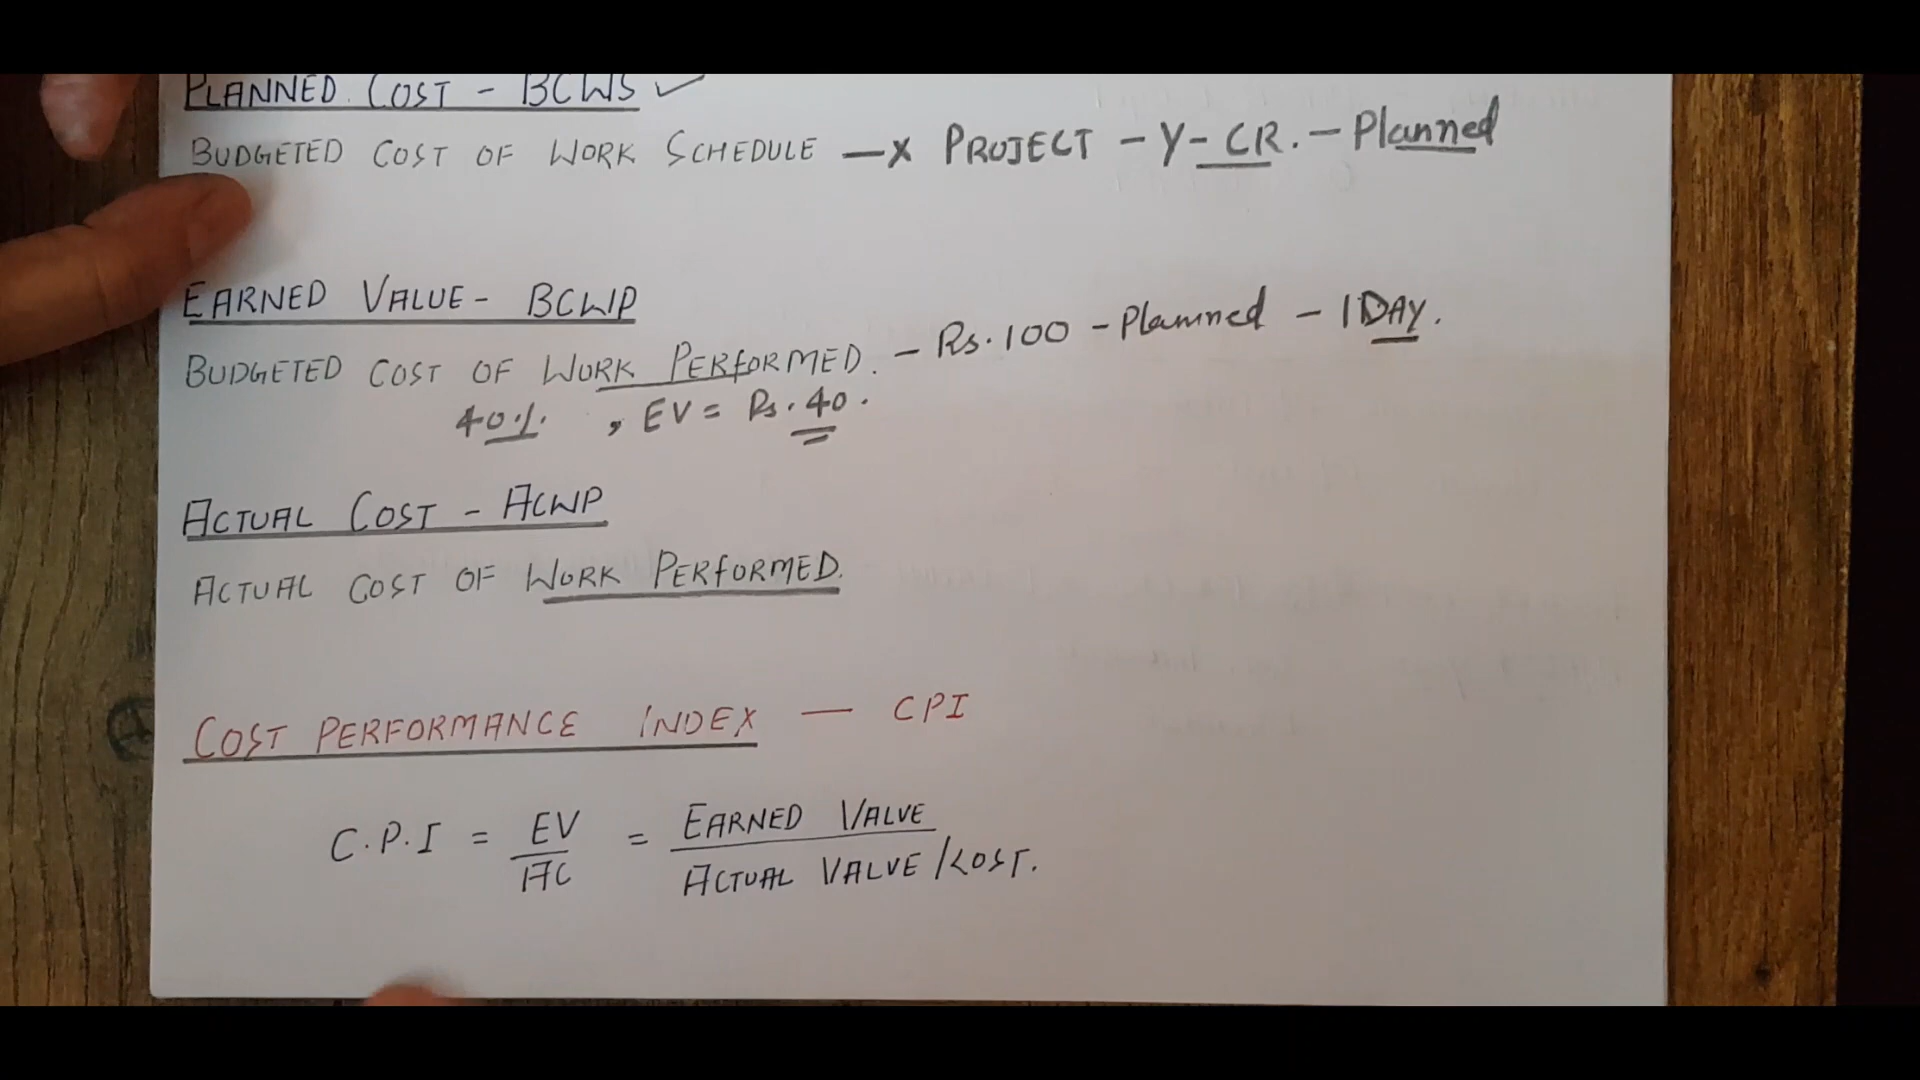 PLANNED COST - BCWS ✓
BUDGETED COST OF WORK SCHEDULE —X PROJECT - Y-CR. - Planned
EARNED VALUE - BCWP
BUDGETED COST OF WORK PERFORMED. - Rs.100 - Planned - 1 DAY.
40% , EV = Rs.40.
ACTUAL COST - ACWP
ACTUAL COST OF WORK PERFORMED.
COST PERFORMANCE INDEX — CPI
C.P.I = EV/AC = EARNED VALVE / ACTUAL VALVE/COST.